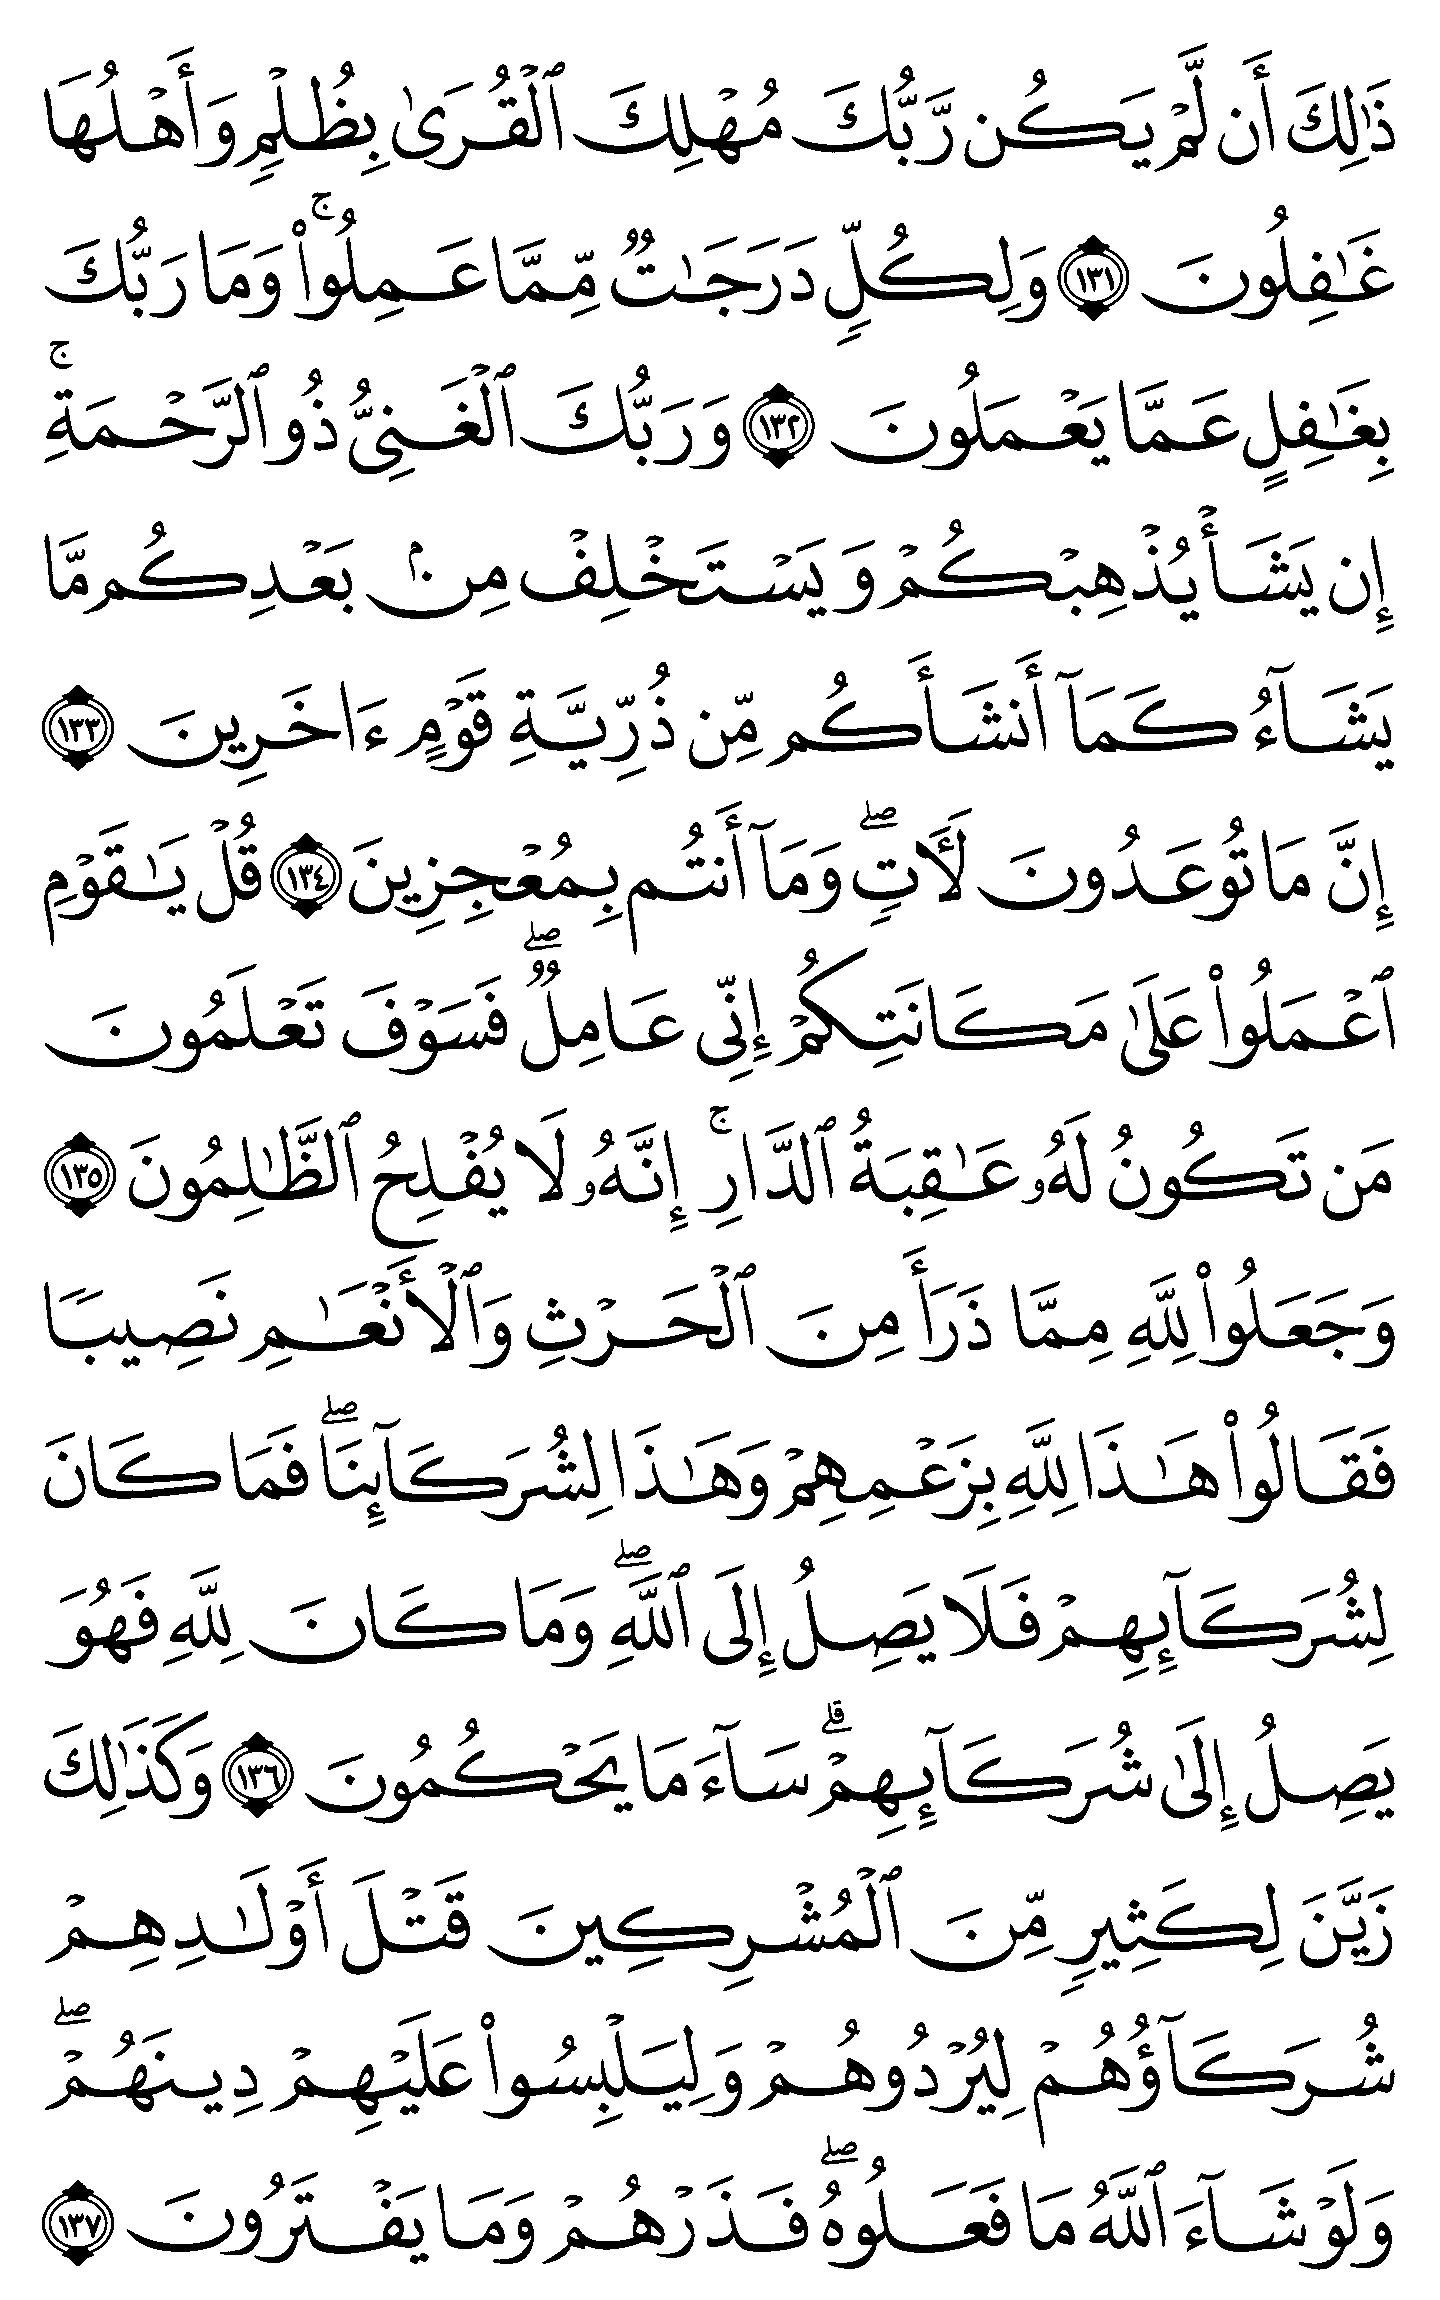 ذَٰلِكَ أَن لَّمْ يَكُن رَّبُّكَ مُهْلِكَ ٱلْقُرَىٰ بِظُلْمٍ وَأَهْلُهَا
غَٰفِلُونَ ١٣١ وَلِكُلٍّ دَرَجَٰتٌ مِّمَّا عَمِلُوا۟ ۚ وَمَا رَبُّكَ
بِغَٰفِلٍ عَمَّا يَعْمَلُونَ ١٣٢ وَرَبُّكَ ٱلْغَنِىُّ ذُو ٱلرَّحْمَةِ ۚ
إِن يَشَأْ يُذْهِبْكُمْ وَيَسْتَخْلِفْ مِنۢ بَعْدِكُم مَّا
يَشَآءُ كَمَآ أَنشَأَكُم مِّن ذُرِّيَّةِ قَوْمٍ ءَاخَرِينَ ١٣٣
إِنَّ مَا تُوعَدُونَ لَـَٔاتٍ ۖ وَمَآ أَنتُم بِمُعْجِزِينَ ١٣٤ قُلْ يَٰقَوْمِ
ٱعْمَلُوا۟ عَلَىٰ مَكَانَتِكُمْ إِنِّى عَامِلٌ ۖ فَسَوْفَ تَعْلَمُونَ
مَن تَكُونُ لَهُۥ عَٰقِبَةُ ٱلدَّارِ ۚ إِنَّهُۥ لَا يُفْلِحُ ٱلظَّٰلِمُونَ ١٣٥
وَجَعَلُوا۟ لِلَّهِ مِمَّا ذَرَأَ مِنَ ٱلْحَرْثِ وَٱلْأَنْعَٰمِ نَصِيبًا
فَقَالُوا۟ هَٰذَا لِلَّهِ بِزَعْمِهِمْ وَهَٰذَا لِشُرَكَآئِنَا ۖ فَمَا كَانَ
لِشُرَكَآئِهِمْ فَلَا يَصِلُ إِلَى ٱللَّهِ ۖ وَمَا كَانَ لِلَّهِ فَهُوَ
يَصِلُ إِلَىٰ شُرَكَآئِهِمْ ۗ سَآءَ مَا يَحْكُمُونَ ١٣٦ وَكَذَٰلِكَ
زَيَّنَ لِكَثِيرٍ مِّنَ ٱلْمُشْرِكِينَ قَتْلَ أَوْلَٰدِهِمْ
شُرَكَآؤُهُمْ لِيُرْدُوهُمْ وَلِيَلْبِسُوا۟ عَلَيْهِمْ دِينَهُمْ ۖ
وَلَوْ شَآءَ ٱللَّهُ مَا فَعَلُوهُ ۖ فَذَرْهُمْ وَمَا يَفْتَرُونَ ١٣٧